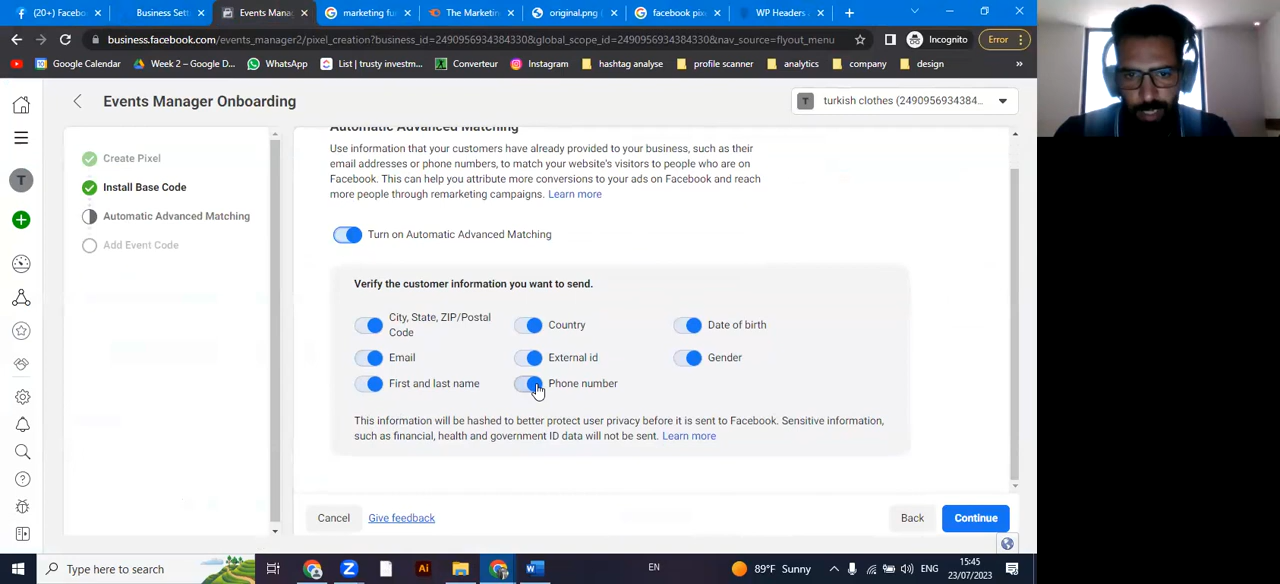 (20+) Facebo
Business Set
Events Mana
marketing fu
The Marketin
original.png
facebook pix
WP Headers
business.facebook.com/events_manager2/pixel_creation?business_id=2490956934384330&global_scope_id=2490956934384330&nav_source=flyout_menu
Incognito
Error
Google Calendar
Week 2 – Google D...
WhatsApp
List | trusty investm...
Converteur
Instagram
hashtag analyse
profile scanner
analytics
company
design
»
Events Manager Onboarding
T turkish clothes (2490956934384...
Create Pixel
Install Base Code
Automatic Advanced Matching
Add Event Code
T
Automatic Advanced Matching
Use information that your customers have already provided to your business, such as their
email addresses or phone numbers, to match your website's visitors to people who are on
Facebook. This can help you attribute more conversions to your ads on Facebook and reach
more people through remarketing campaigns. Learn more
Turn on Automatic Advanced Matching
Verify the customer information you want to send.
City, State, ZIP/Postal
Code
Country
Date of birth
Email
External id
Gender
First and last name
Phone number
This information will be hashed to better protect user privacy before it is sent to Facebook. Sensitive information,
such as financial, health and government ID data will not be sent. Learn more
Cancel
Give feedback
Back
Continue
Type here to search
EN
89°F Sunny
ENG
15:45
23/07/2023